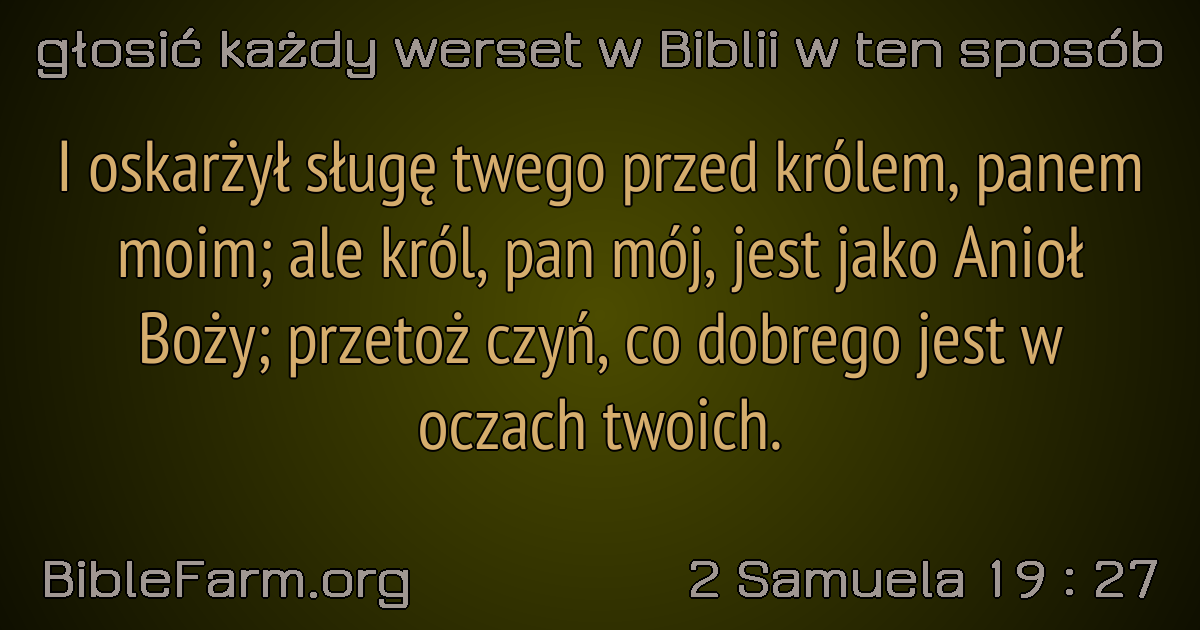 głosić każdy werset w Biblii w ten sposób
I oskarżył sługę twego przed królem, panem
moim; ale król, pan mój, jest jako Anioł
Boży; przetoż czyń, co dobrego jest w
oczach twoich.
BibleFarm.org
2 Samuela 19 : 27